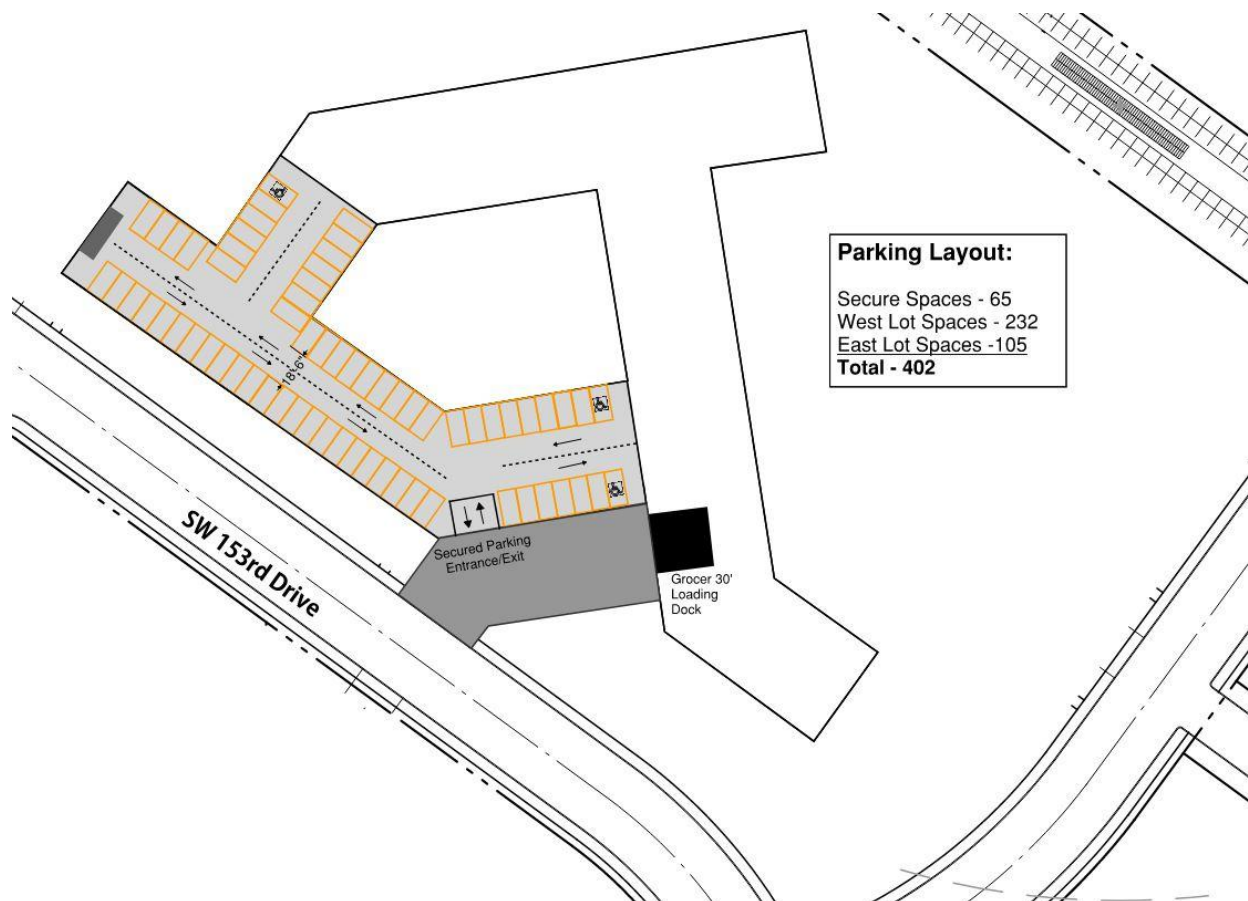 Parking Layout:
Secure Spaces - 65
West Lot Spaces - 232
East Lot Spaces -105
Total - 402
18'-6"
SW 153rd Drive
Secured Parking
Entrance/Exit
Grocer 30'
Loading
Dock